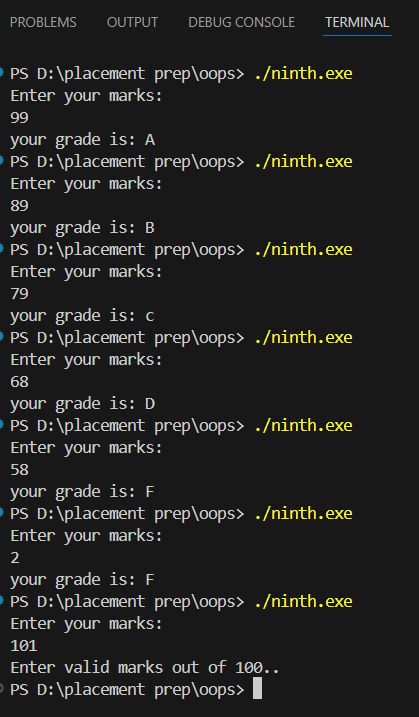 PROBLEMS OUTPUT DEBUG CONSOLE TERMINAL
PS D:\placement prep\oops> ./ninth.exe
Enter your marks:
99
your grade is: A
PS D:\placement prep\oops> ./ninth.exe
Enter your marks:
89
your grade is: B
PS D:\placement prep\oops> ./ninth.exe
Enter your marks:
79
your grade is: c
PS D:\placement prep\oops> ./ninth.exe
Enter your marks:
68
your grade is: D
PS D:\placement prep\oops> ./ninth.exe
Enter your marks:
58
your grade is: F
PS D:\placement prep\oops> ./ninth.exe
Enter your marks:
2
your grade is: F
PS D:\placement prep\oops> ./ninth.exe
Enter your marks:
101
Enter valid marks out of 100..
PS D:\placement prep\oops>